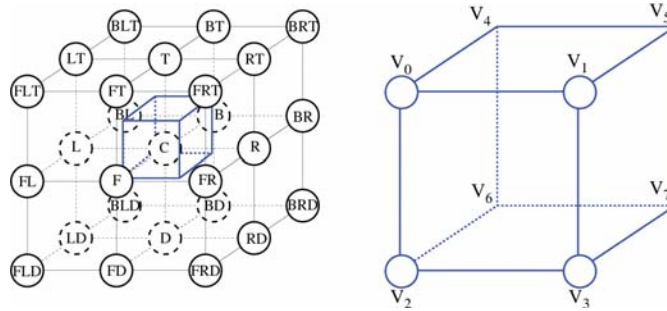 BLT BT BRT
LT T RT
FLT FT FRT
BL B BR
L C R
FL F FR
BLD BD BRD
LD D RD
FLD FD FRD
V4 V5
V0 V1
V6 V7
V2 V3